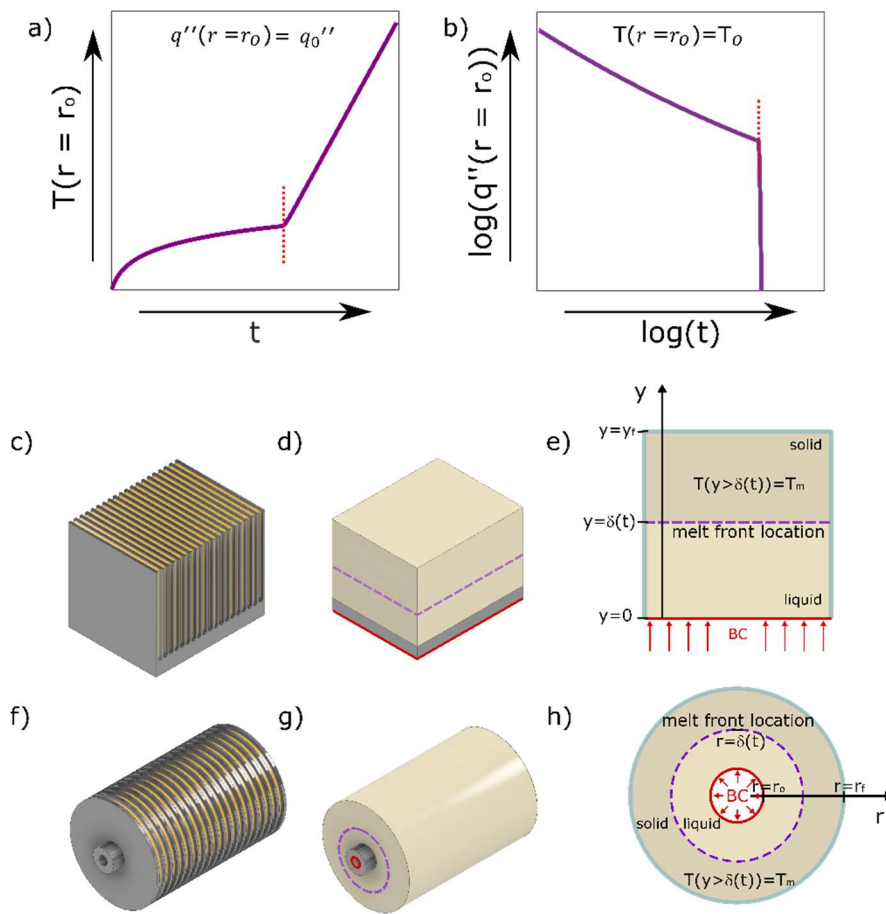 a)
q''(r =rₒ)= q₀''
T(r = rₒ)
t
b)
T(r =rₒ)=Tₒ
log(q''(r = rₒ))
log(t)
c)
d)
e)
y
y=yf
solid
T(y>δ(t))=Tm
y=δ(t)
melt front location
liquid
y=0
BC
f)
g)
h)
melt front location
r=δ(t)
BC
r=rₒ
r=rf
r
solid
liquid
T(y>δ(t))=Tm